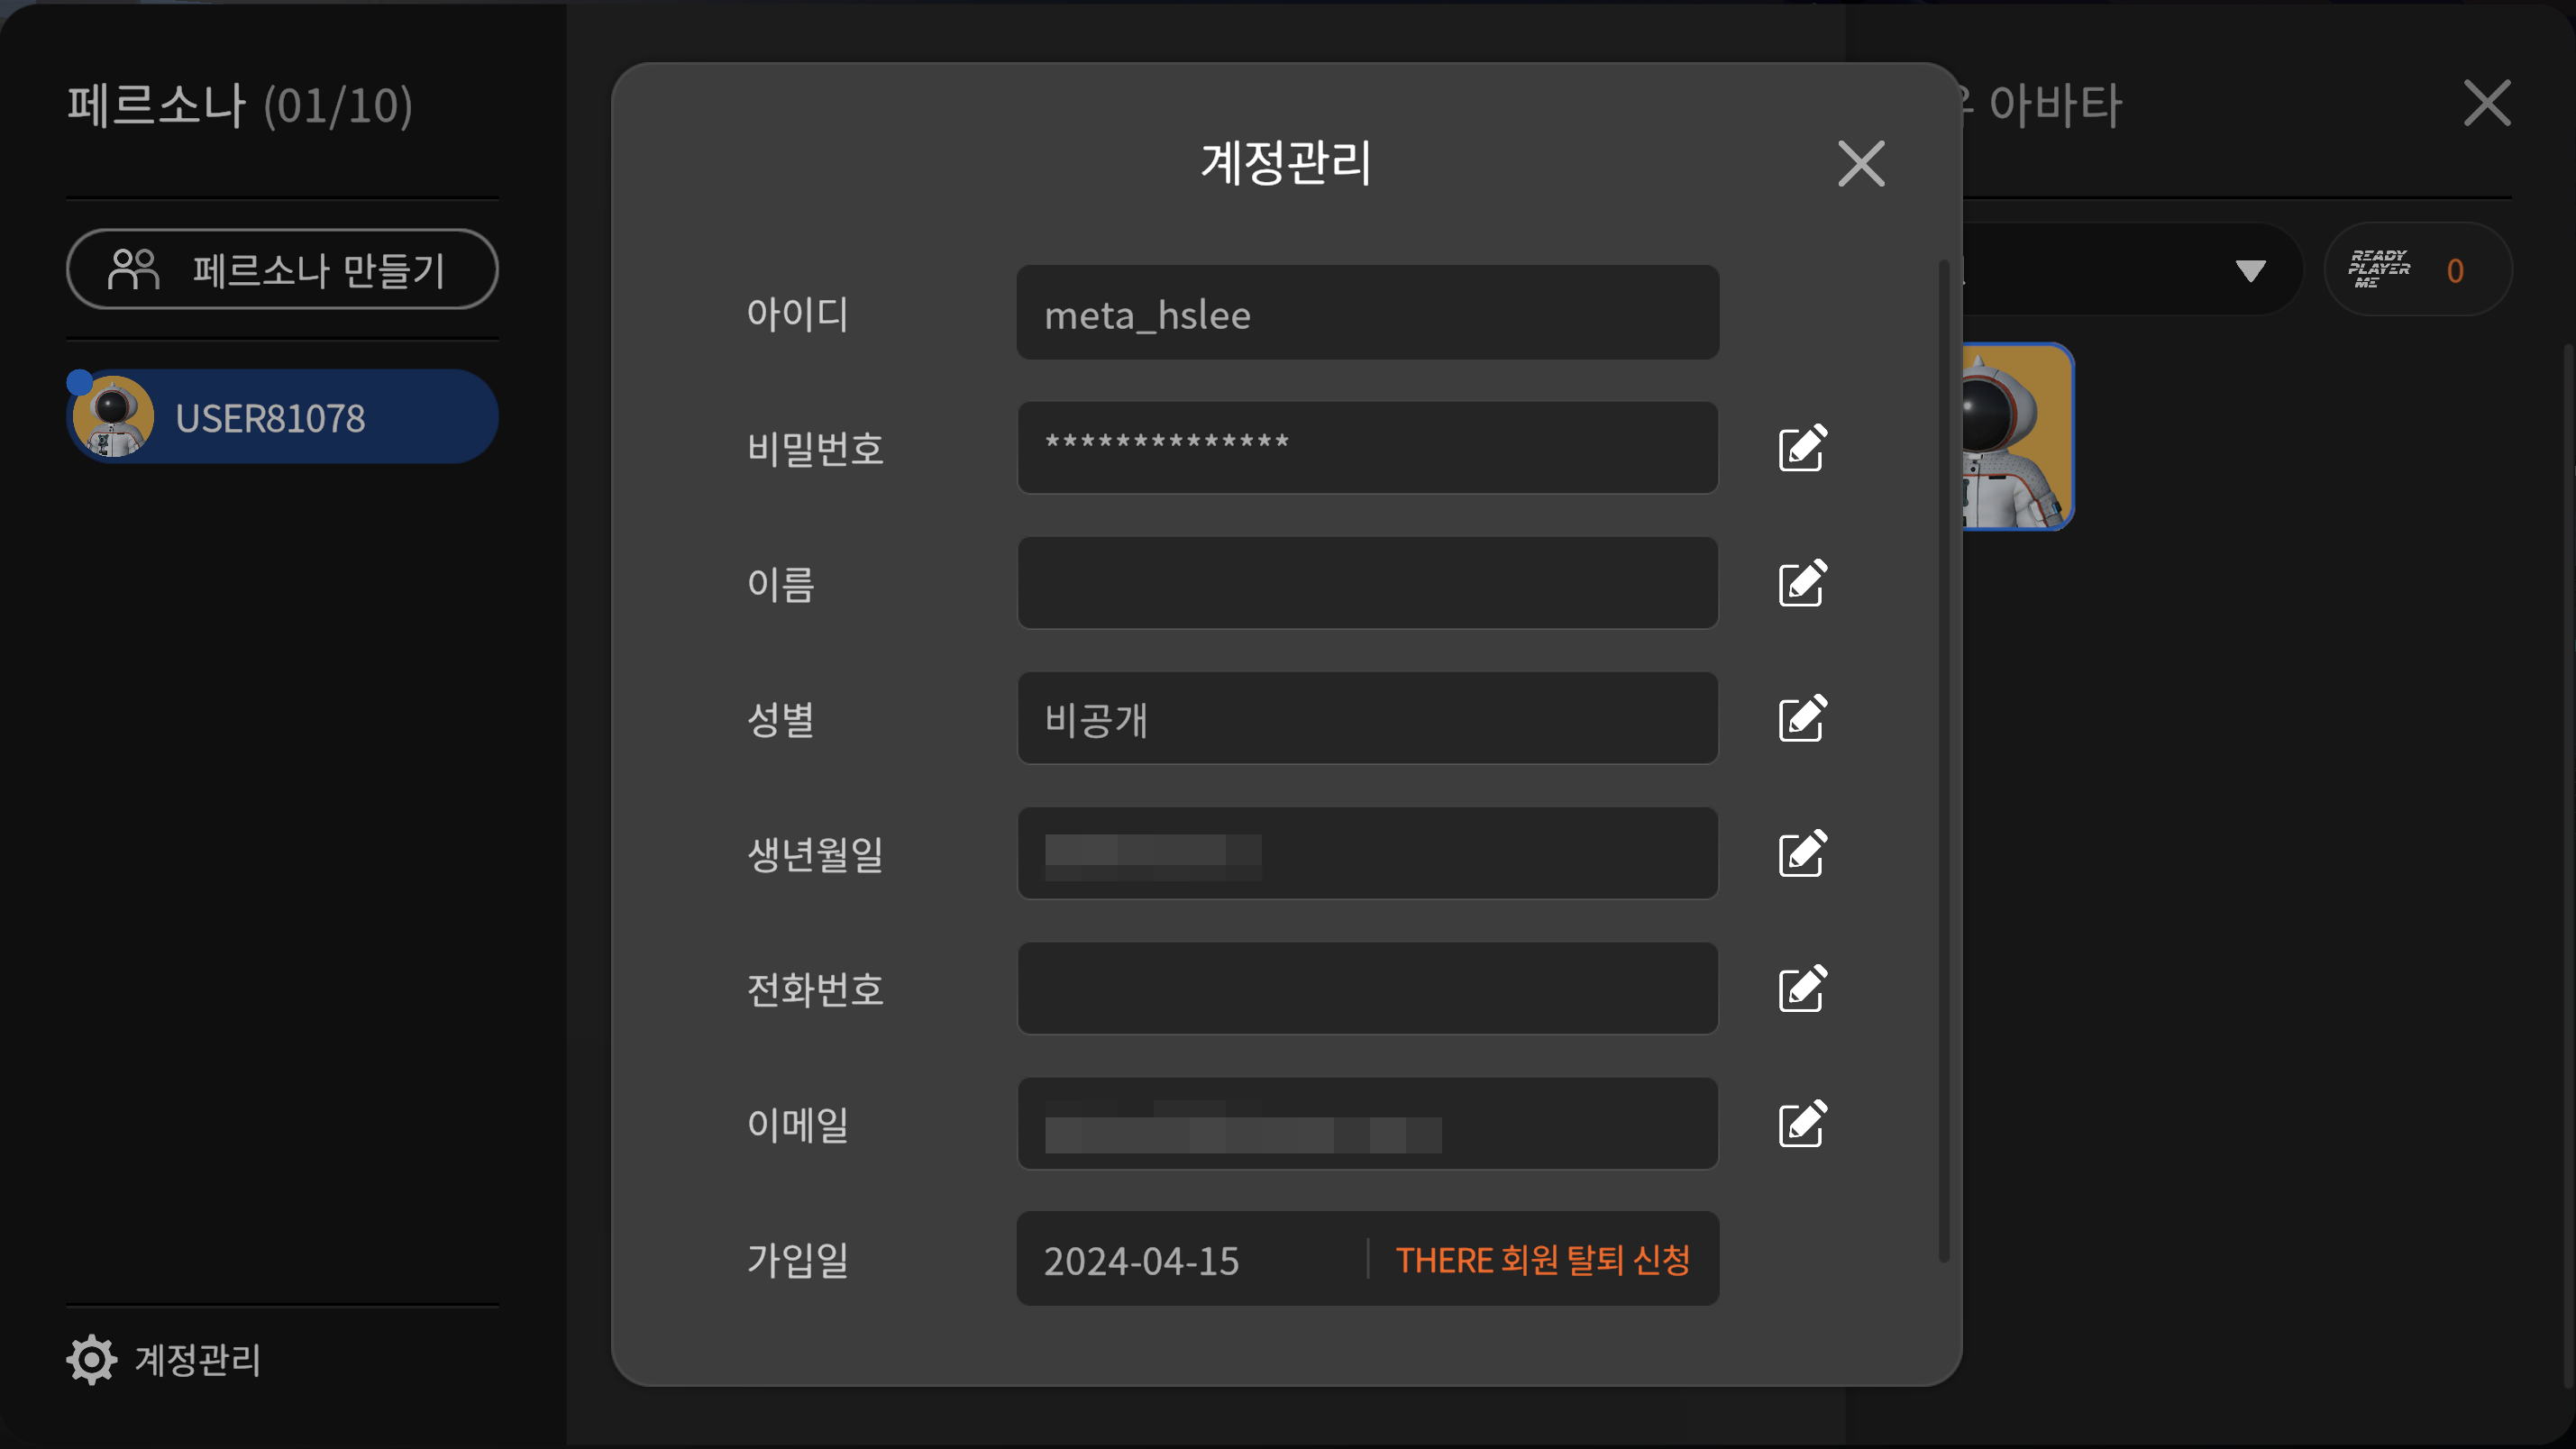 페르소나 (01/10)
페르소나 만들기
USER81078
계정관리
계정관리
아이디
meta_hslee
비밀번호
**************
이름
성별
비공개
생년월일
전화번호
이메일
가입일
2024-04-15
THERE 회원 탈퇴 신청
아바타
READY
PLAYER
ME
0